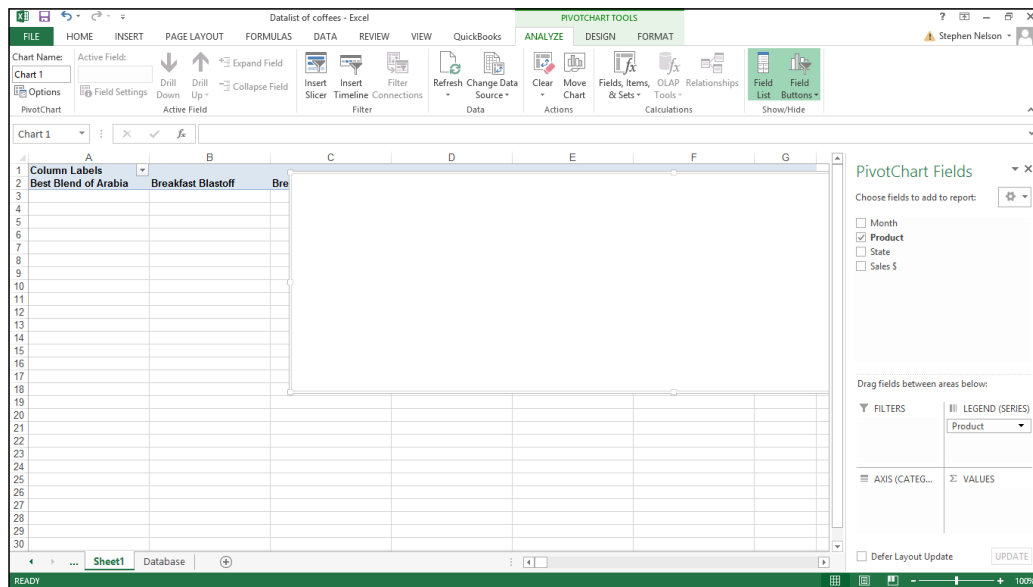 Datalist of coffees - Excel
PIVOTCHART TOOLS
FILE HOME INSERT PAGE LAYOUT FORMULAS DATA REVIEW VIEW QuickBooks ANALYZE DESIGN FORMAT Stephen Nelson
Chart Name: Active Field:
Chart 1
Options
Field Settings
Drill Down
Drill Up
Expand Field
Collapse Field
Insert Slicer
Insert Timeline
Filter Connections
Refresh
Change Data Source
Clear
Move Chart
Fields, Items, & Sets
OLAP Tools
Relationships
Field List
Field Buttons
PivotChart Active Field Filter Data Actions Calculations Show/Hide
Chart 1 fx
A B C D E F G
1 Column Labels
2 Best Blend of Arabia Breakfast Blastoff Bre
3
4
5
6
7
8
9
10
11
12
13
14
15
16
17
18
19
20
21
22
23
24
25
26
27
28
29
30
PivotChart Fields
Choose fields to add to report:
Month
Product
State
Sales $
Drag fields between areas below:
FILTERS LEGEND (SERIES)
Product
AXIS (CATEG... Σ VALUES
Defer Layout Update UPDATE
... Sheet1 Database
READY 100%